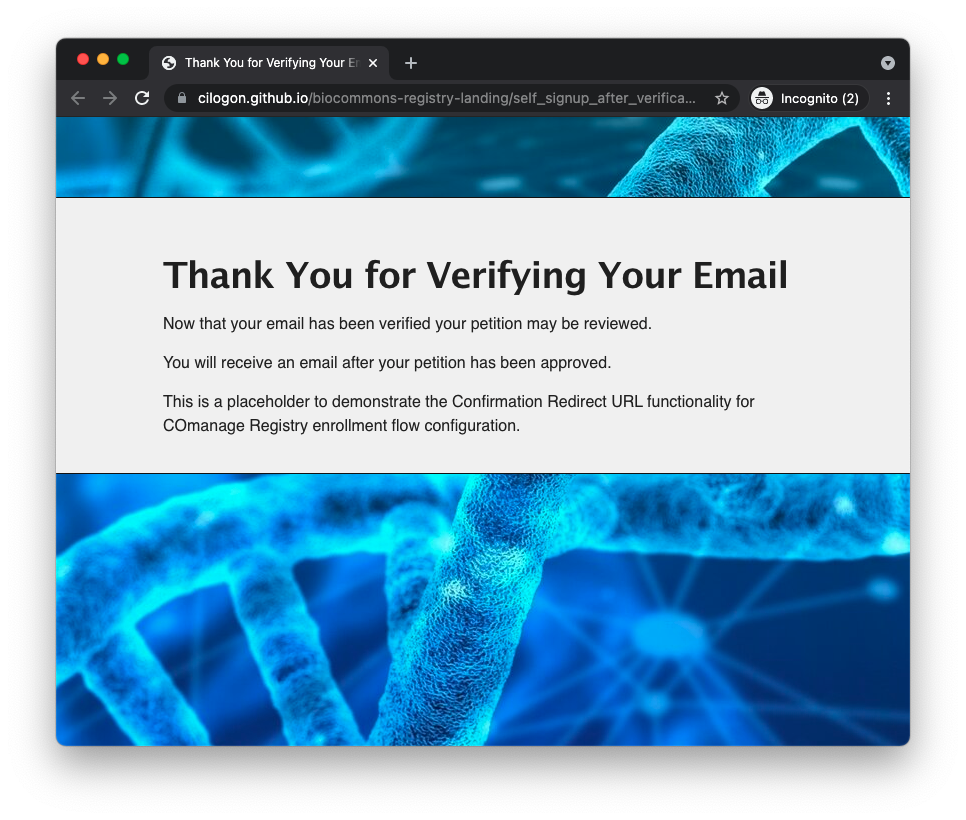 Thank You for Verifying Your E
cilogon.github.io/biocommons-registry-landing/self_signup_after_verifica...
Incognito (2)
Thank You for Verifying Your Email
Now that your email has been verified your petition may be reviewed.
You will receive an email after your petition has been approved.
This is a placeholder to demonstrate the Confirmation Redirect URL functionality for
COmanage Registry enrollment flow configuration.